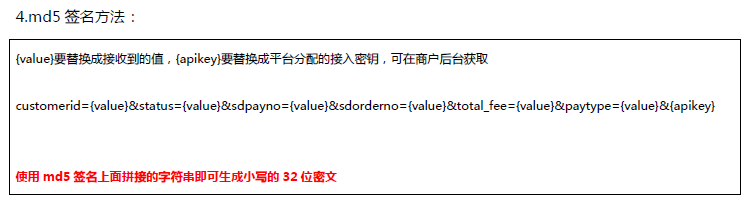 4.md5 签名方法：
{value}要替换成接收到的值，{apikey}要替换成平台分配的接入密钥，可在商户后台获取
customerid={value}&status={value}&sdpayno={value}&sdorderno={value}&total_fee={value}&paytype={value}&{apikey}
使用 md5 签名上面拼接的字符串即可生成小写的 32 位密文